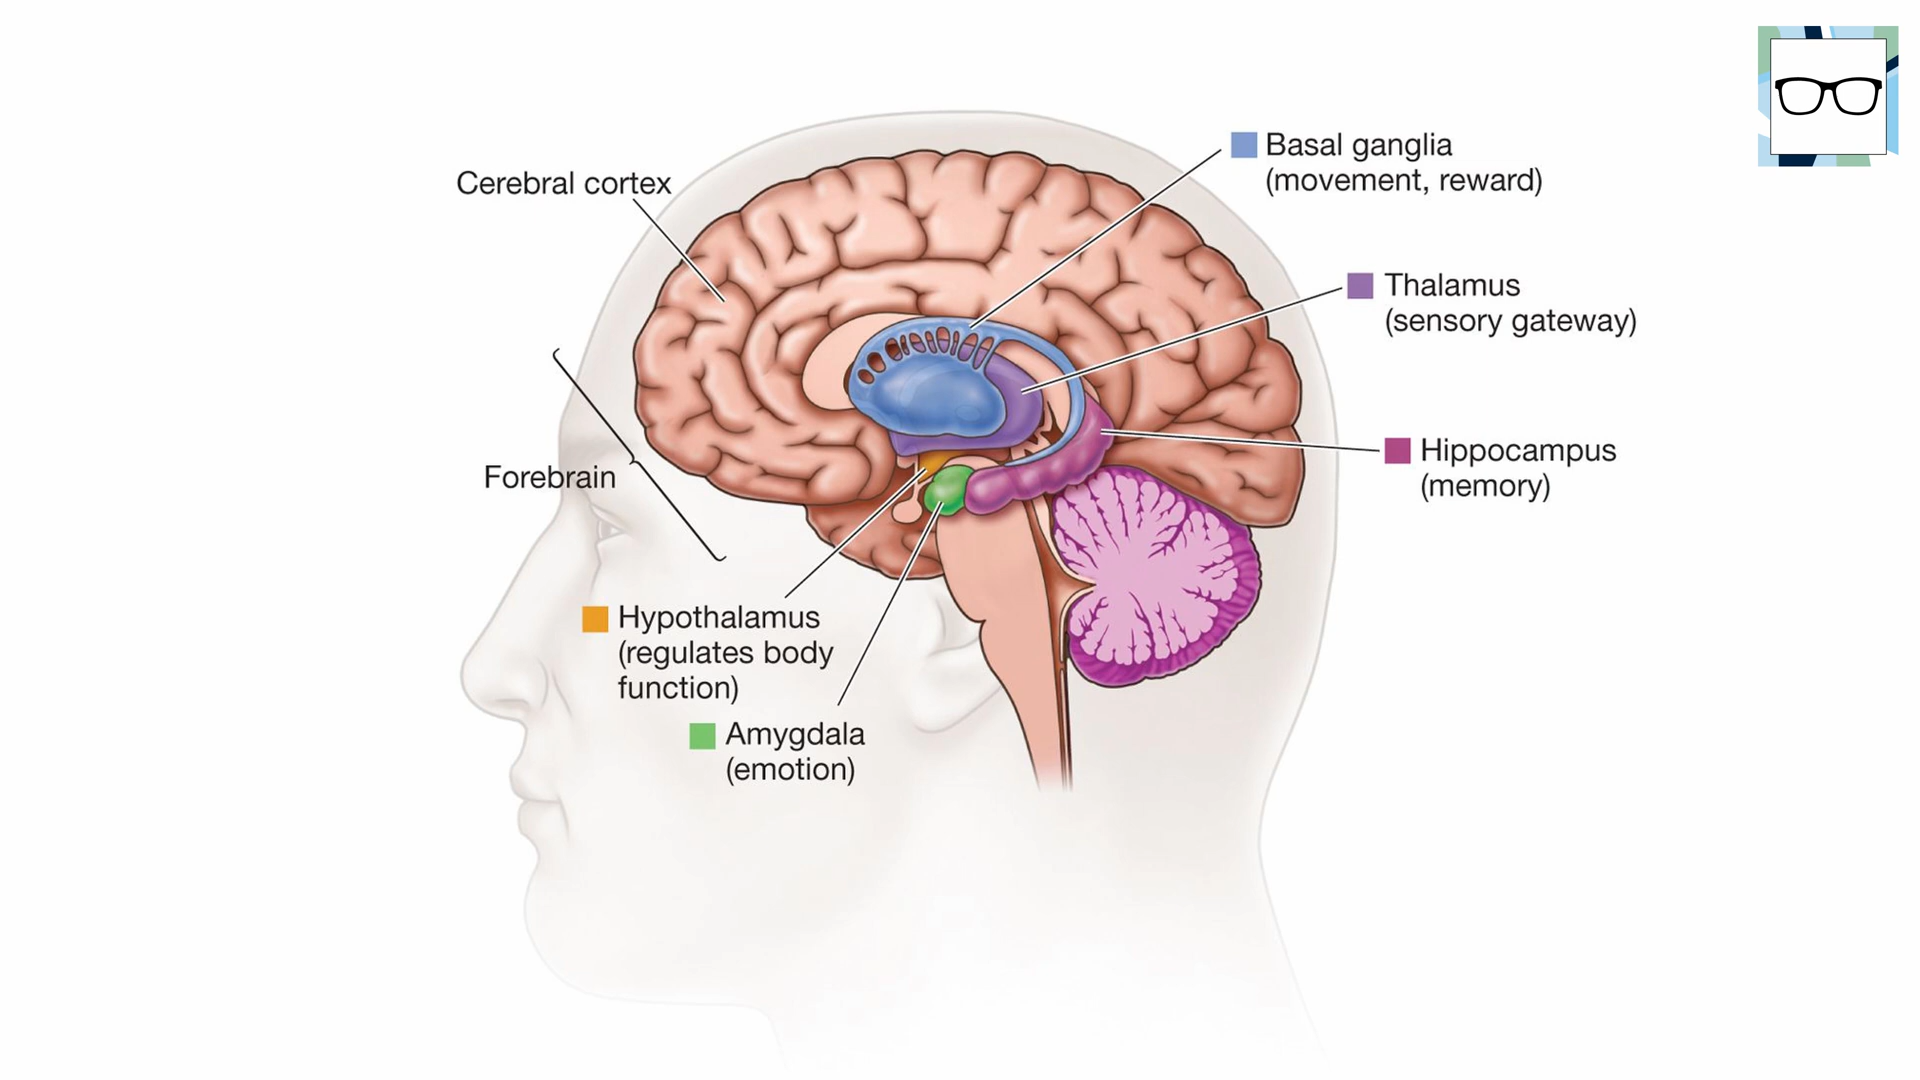 Cerebral cortex
Basal ganglia
(movement, reward)
Thalamus
(sensory gateway)
Hippocampus
(memory)
Forebrain
Hypothalamus
(regulates body
function)
Amygdala
(emotion)